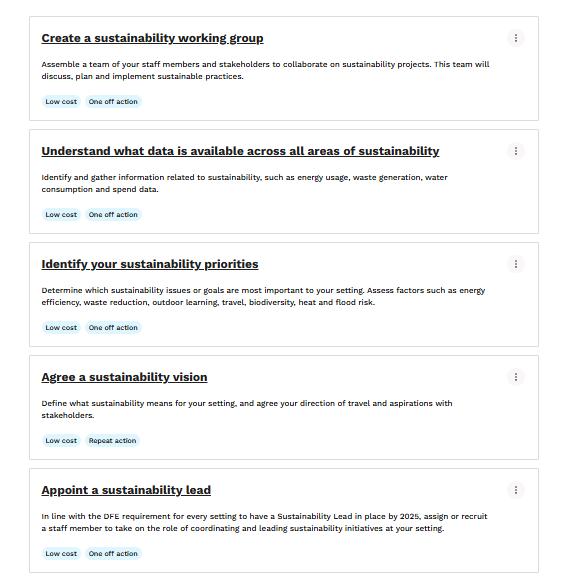 Create a sustainability working group
Assemble a team of your staff members and stakeholders to collaborate on sustainability projects. This team will
discuss, plan and implement sustainable practices.
Low cost One off action
Understand what data is available across all areas of sustainability
Identify and gather information related to sustainability, such as energy usage, waste generation, water
consumption and spend data.
Low cost One off action
Identify your sustainability priorities
Determine which sustainability issues or goals are most important to your setting. Assess factors such as energy
efficiency, waste reduction, outdoor learning, travel, biodiversity, heat and flood risk.
Low cost One off action
Agree a sustainability vision
Define what sustainability means for your setting, and agree your direction of travel and aspirations with
stakeholders.
Low cost Repeat action
Appoint a sustainability lead
In line with the DFE requirement for every setting to have a Sustainability Lead in place by 2025, assign or recruit
a staff member to take on the role of coordinating and leading sustainability initiatives at your setting.
Low cost One off action